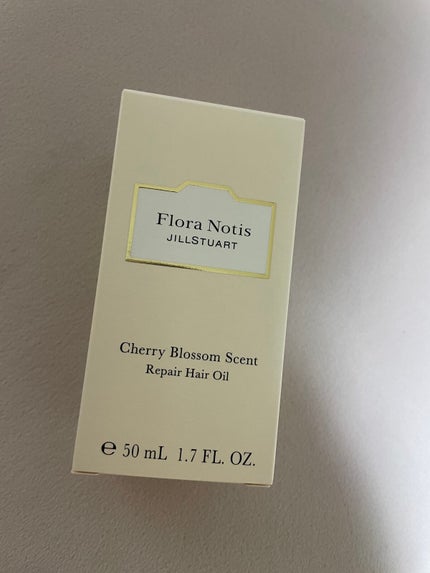 Flora Notis
JILLSTUART
Cherry Blossom Scent
Repair Hair Oil
℮ 50 mL 1.7 FL. OZ.